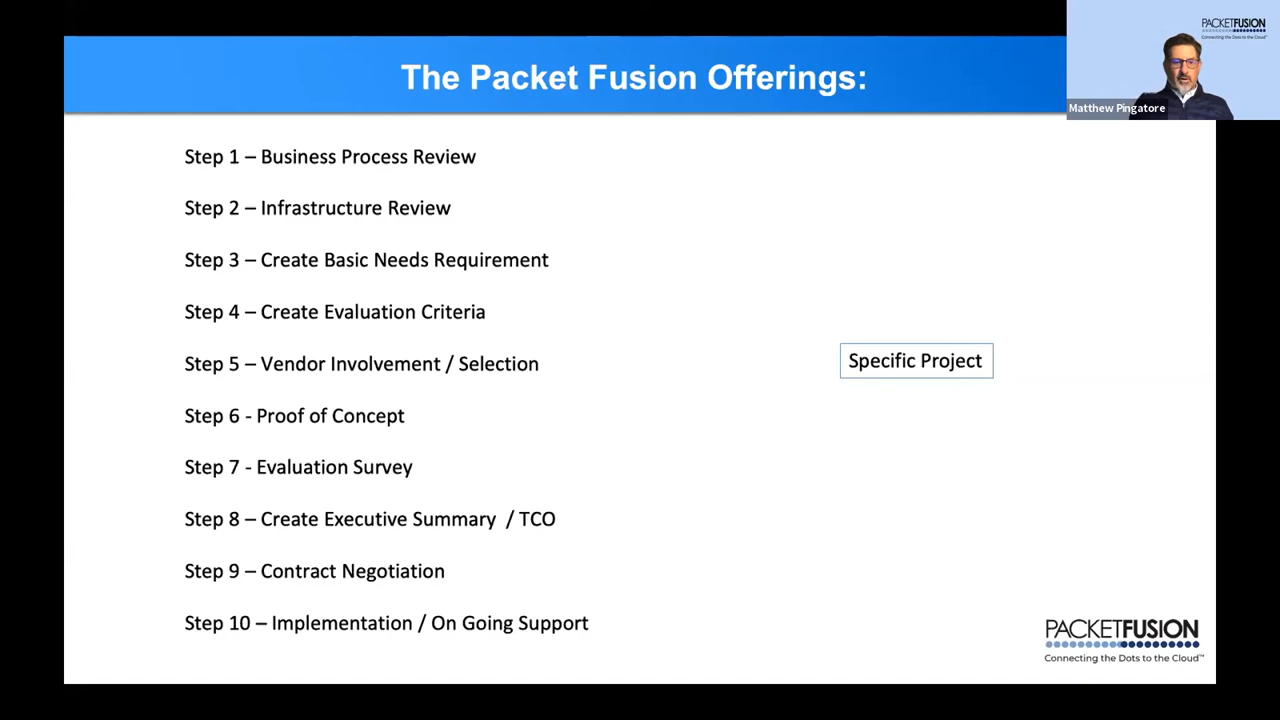 The Packet Fusion Offerings:
PACKETFUSION
Connecting the Dots to the Cloud™
Matthew Pingatore
Step 1 – Business Process Review
Step 2 – Infrastructure Review
Step 3 – Create Basic Needs Requirement
Step 4 – Create Evaluation Criteria
Step 5 – Vendor Involvement / Selection
Specific Project
Step 6 - Proof of Concept
Step 7 - Evaluation Survey
Step 8 – Create Executive Summary / TCO
Step 9 – Contract Negotiation
Step 10 – Implementation / On Going Support
PACKETFUSION
Connecting the Dots to the Cloud™